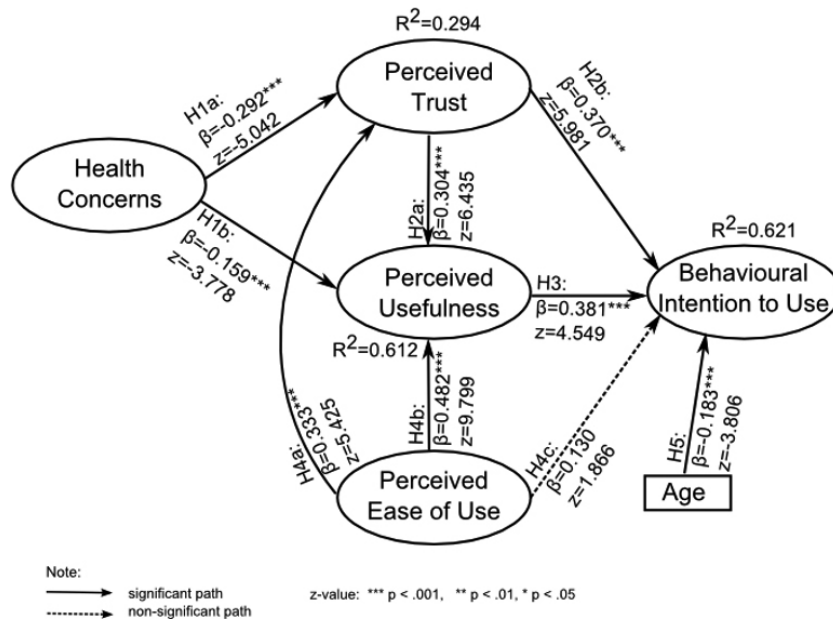 R2=0.294
Perceived
Trust
H1a:
β=-0.292***
z=-5.042
H2b:
β=0.370***
z=5.981
Health
Concerns
H2a:
β=0.304***
z=6.435
H1b:
β=-0.159***
z=-3.778
R2=0.621
Perceived
Usefulness
H3:
β=0.381***
z=4.549
Behavioural
Intention to Use
R2=0.612
H4a:
β=0.333***
z=5.425
H4b:
β=0.482***
z=9.799
H4c:
β=0.130
z=1.866
H5:
β=-0.183***
z=-3.806
Perceived
Ease of Use
Age
Note:
significant path
non-significant path
z-value: *** p < .001, ** p < .01, * p < .05